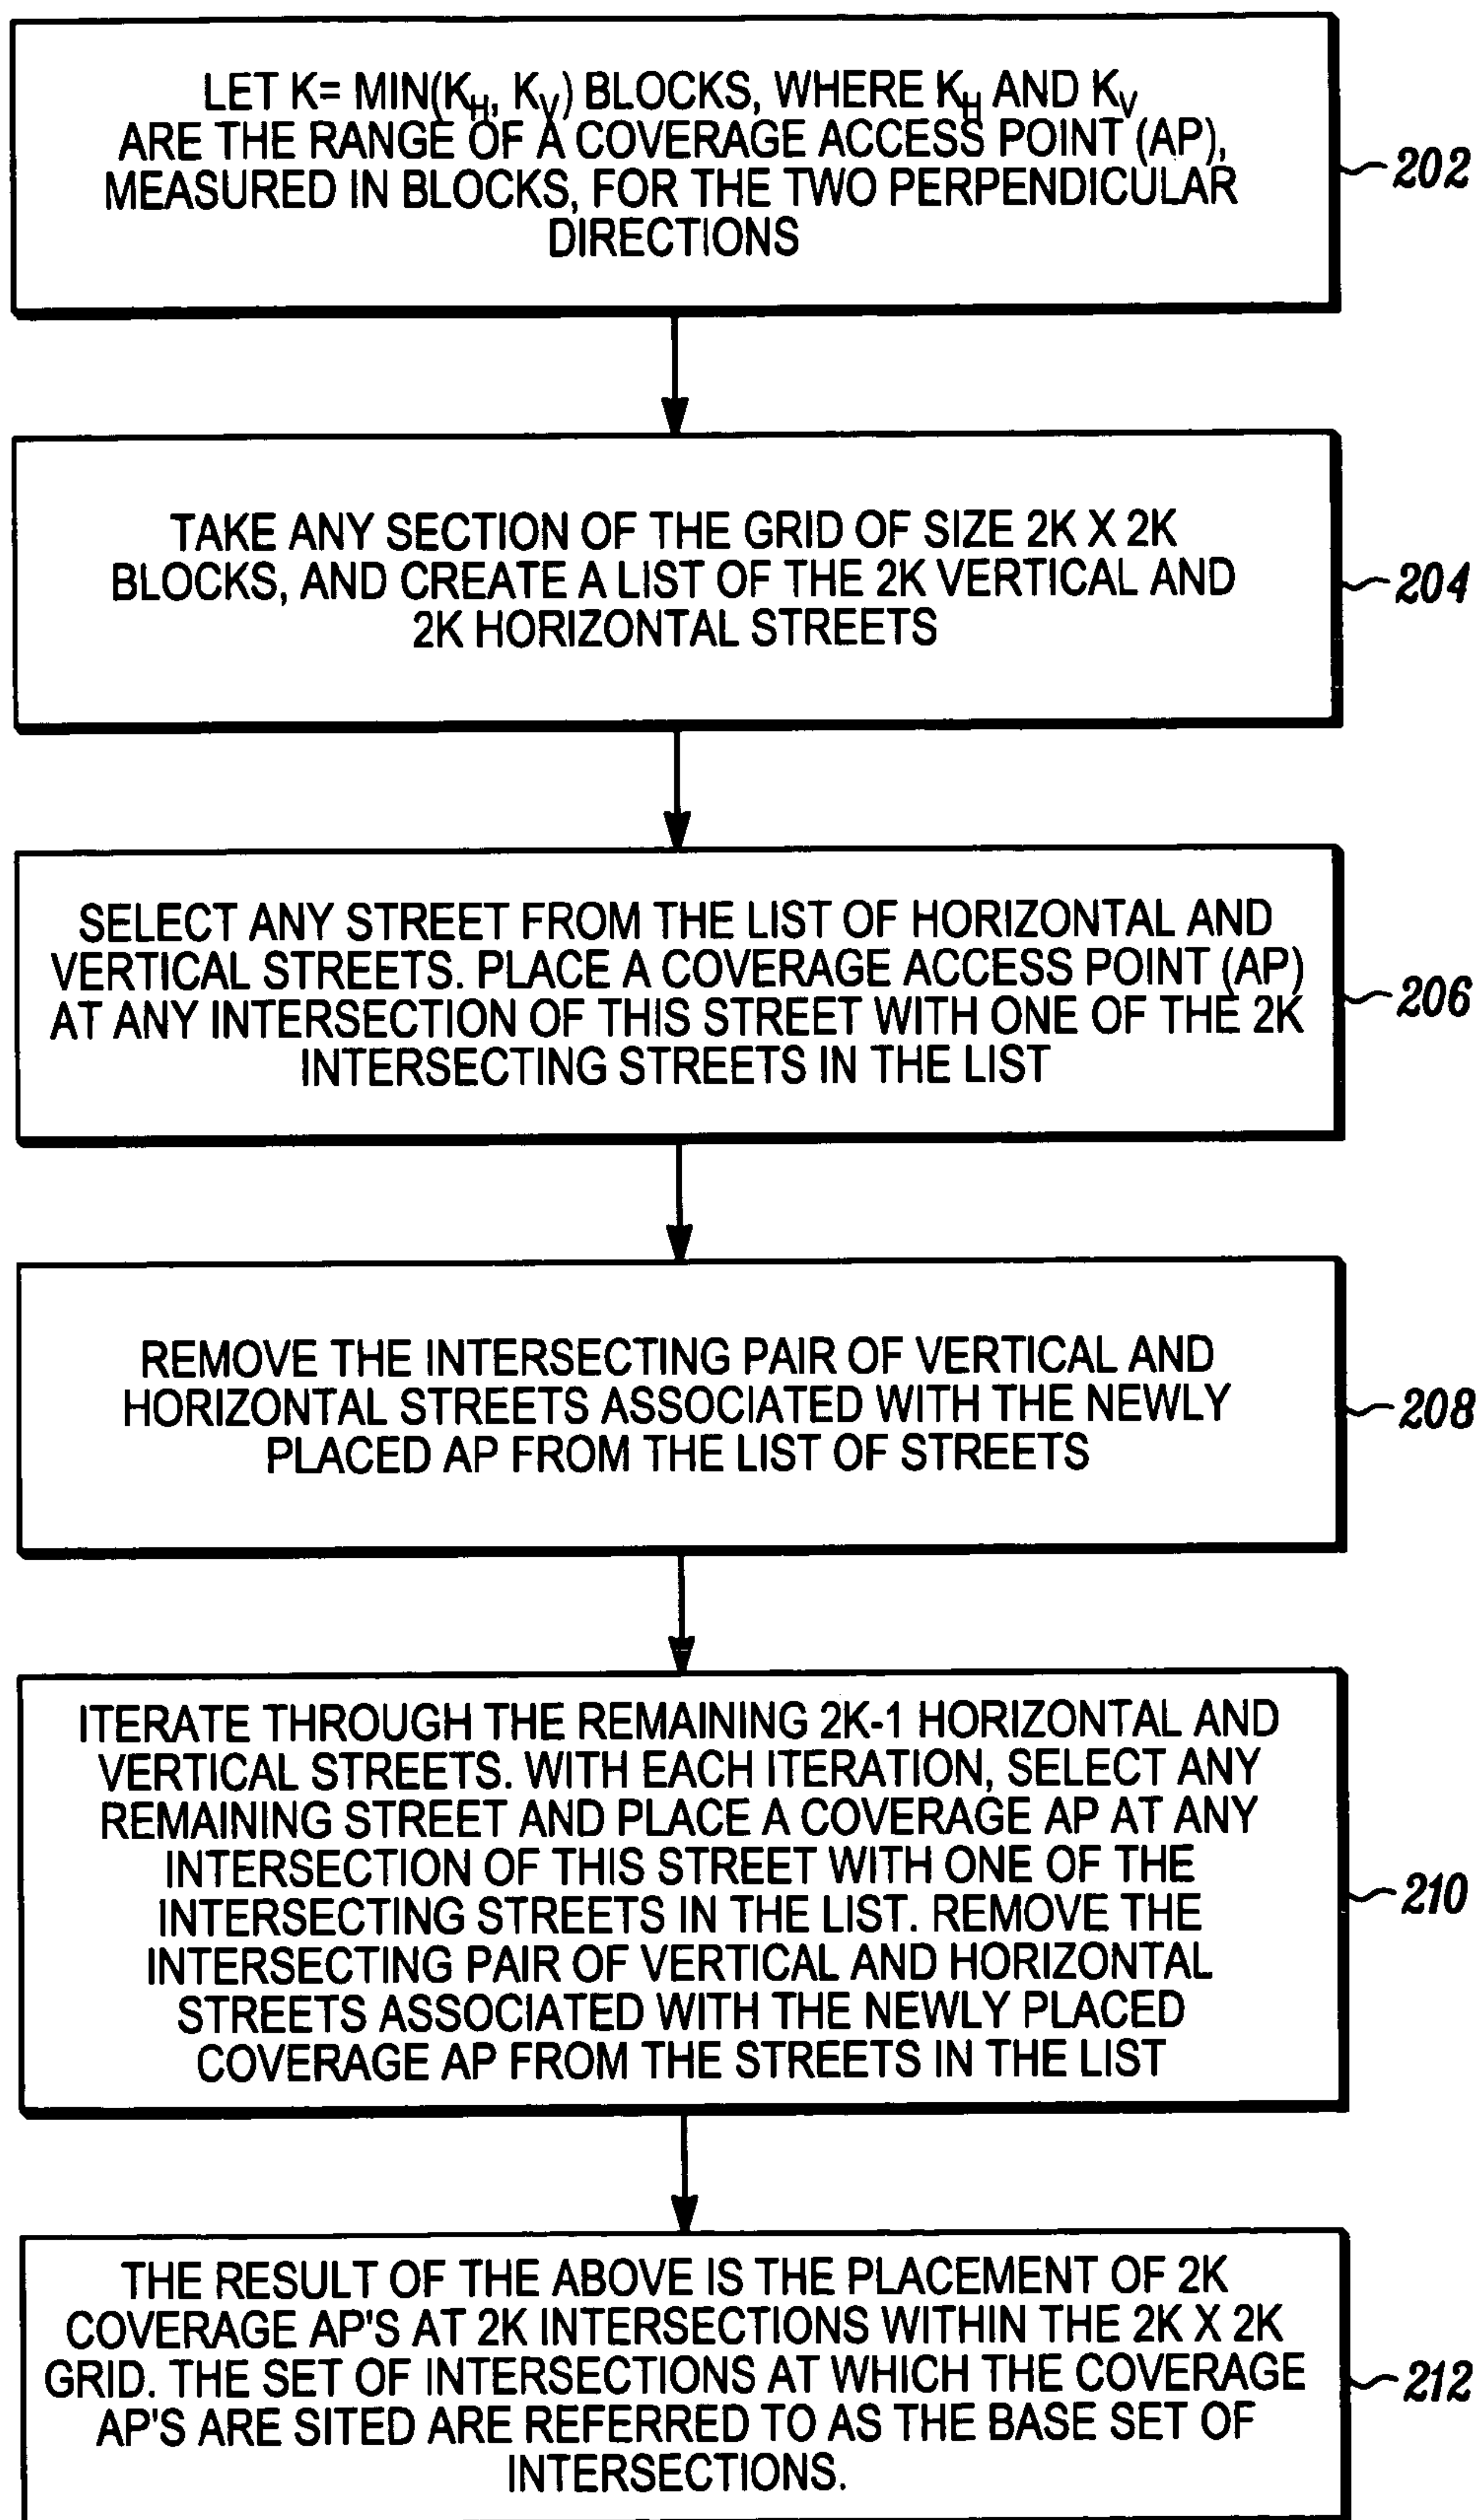 LET K= MIN(K_H, K_V) BLOCKS, WHERE K_H AND K_V
ARE THE RANGE OF A COVERAGE ACCESS POINT (AP),
MEASURED IN BLOCKS, FOR THE TWO PERPENDICULAR
DIRECTIONS
202
TAKE ANY SECTION OF THE GRID OF SIZE 2K X 2K
BLOCKS, AND CREATE A LIST OF THE 2K VERTICAL AND
2K HORIZONTAL STREETS
204
SELECT ANY STREET FROM THE LIST OF HORIZONTAL AND
VERTICAL STREETS. PLACE A COVERAGE ACCESS POINT (AP)
AT ANY INTERSECTION OF THIS STREET WITH ONE OF THE 2K
INTERSECTING STREETS IN THE LIST
206
REMOVE THE INTERSECTING PAIR OF VERTICAL AND
HORIZONTAL STREETS ASSOCIATED WITH THE NEWLY
PLACED AP FROM THE LIST OF STREETS
208
ITERATE THROUGH THE REMAINING 2K-1 HORIZONTAL AND
VERTICAL STREETS. WITH EACH ITERATION, SELECT ANY
REMAINING STREET AND PLACE A COVERAGE AP AT ANY
INTERSECTION OF THIS STREET WITH ONE OF THE
INTERSECTING STREETS IN THE LIST. REMOVE THE
INTERSECTING PAIR OF VERTICAL AND HORIZONTAL
STREETS ASSOCIATED WITH THE NEWLY PLACED
COVERAGE AP FROM THE STREETS IN THE LIST
210
THE RESULT OF THE ABOVE IS THE PLACEMENT OF 2K
COVERAGE AP'S AT 2K INTERSECTIONS WITHIN THE 2K X 2K
GRID. THE SET OF INTERSECTIONS AT WHICH THE COVERAGE
AP'S ARE SITED ARE REFERRED TO AS THE BASE SET OF
INTERSECTIONS.
212